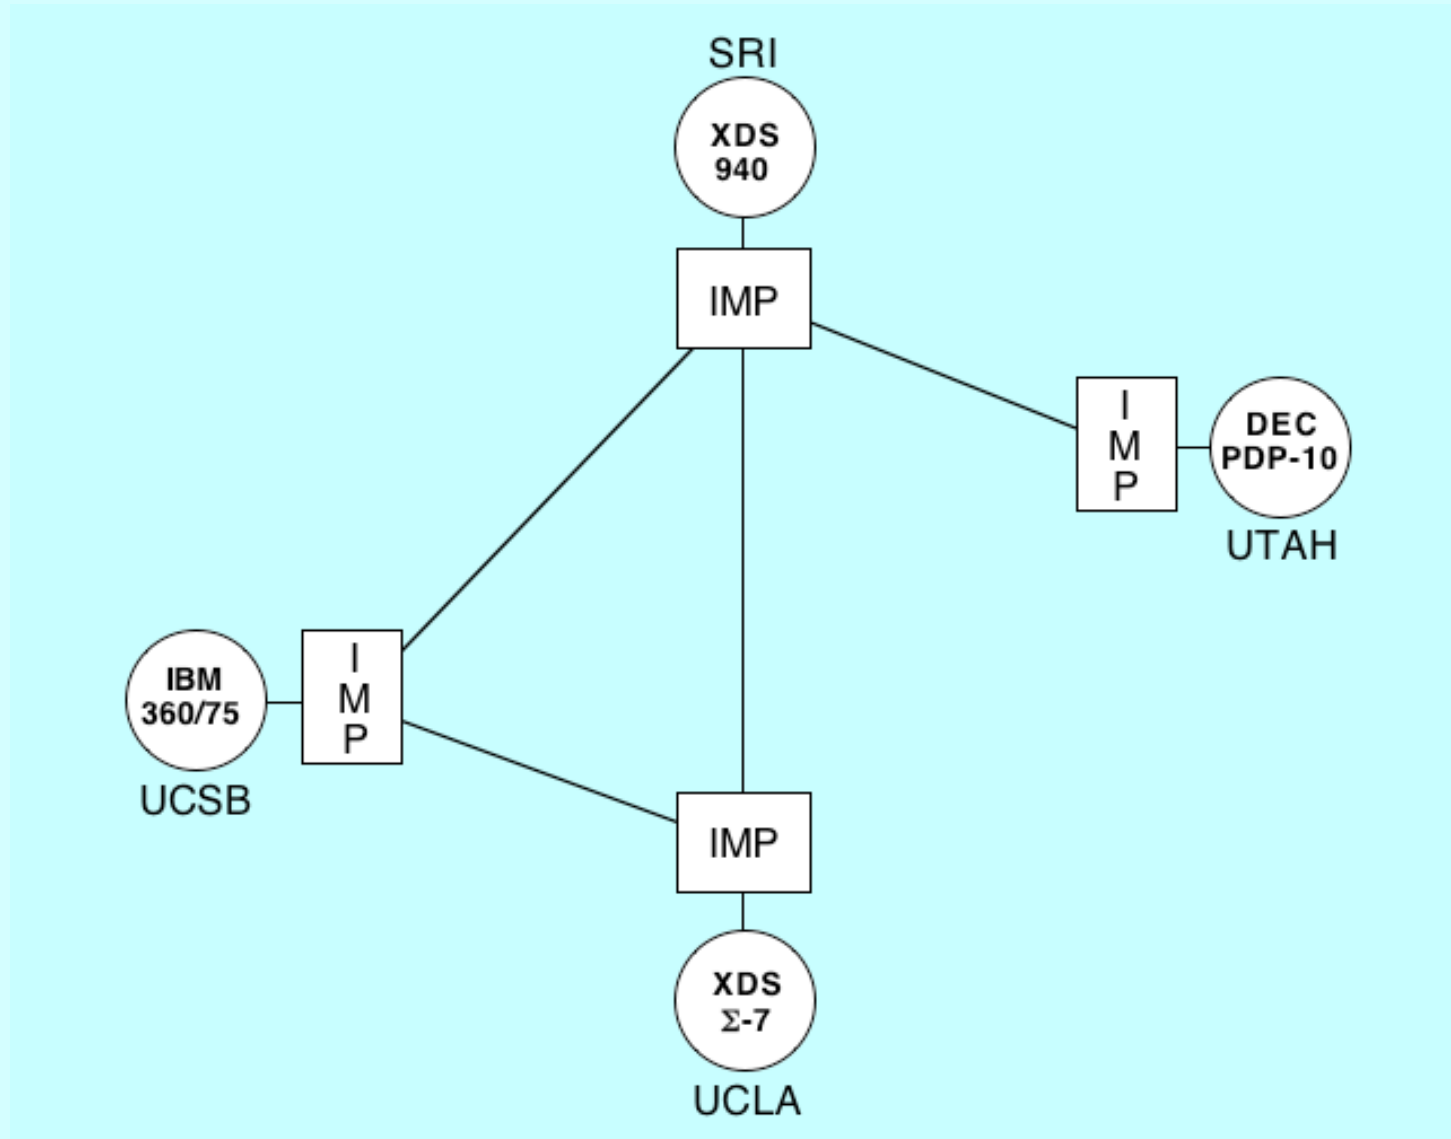 SRI
XDS
940
IMP
I
M
P
DEC
PDP-10
UTAH
IBM
360/75
I
M
P
UCSB
IMP
XDS
Σ-7
UCLA